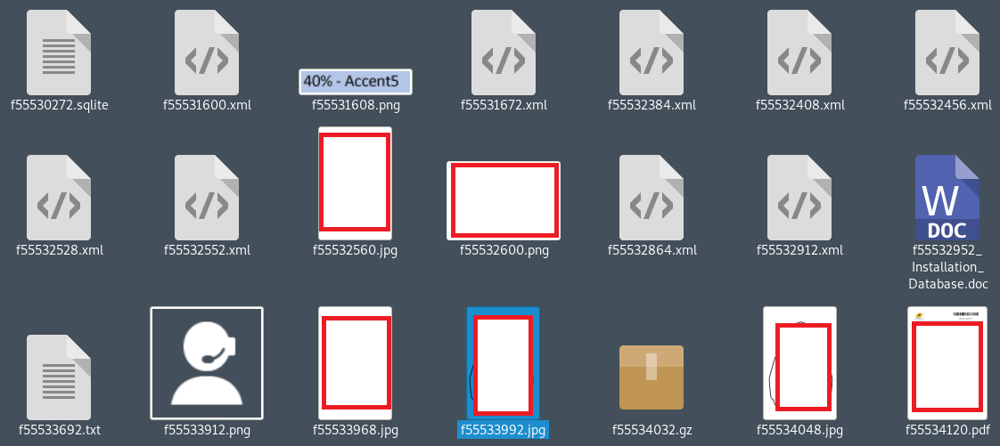 f55530272.sqlite
f55531600.xml
40% - Accent5
f55531608.png
f55531672.xml
f55532384.xml
f55532408.xml
f55532456.xml
f55532528.xml
f55532552.xml
f55532560.jpg
f55532600.png
f55532864.xml
f55532912.xml
W
DOC
f55532952_
Installation_
Database.doc
f55533692.txt
f55533912.png
f55533968.jpg
f55533992.jpg
f55534032.gz
f55534048.jpg
f55534120.pdf